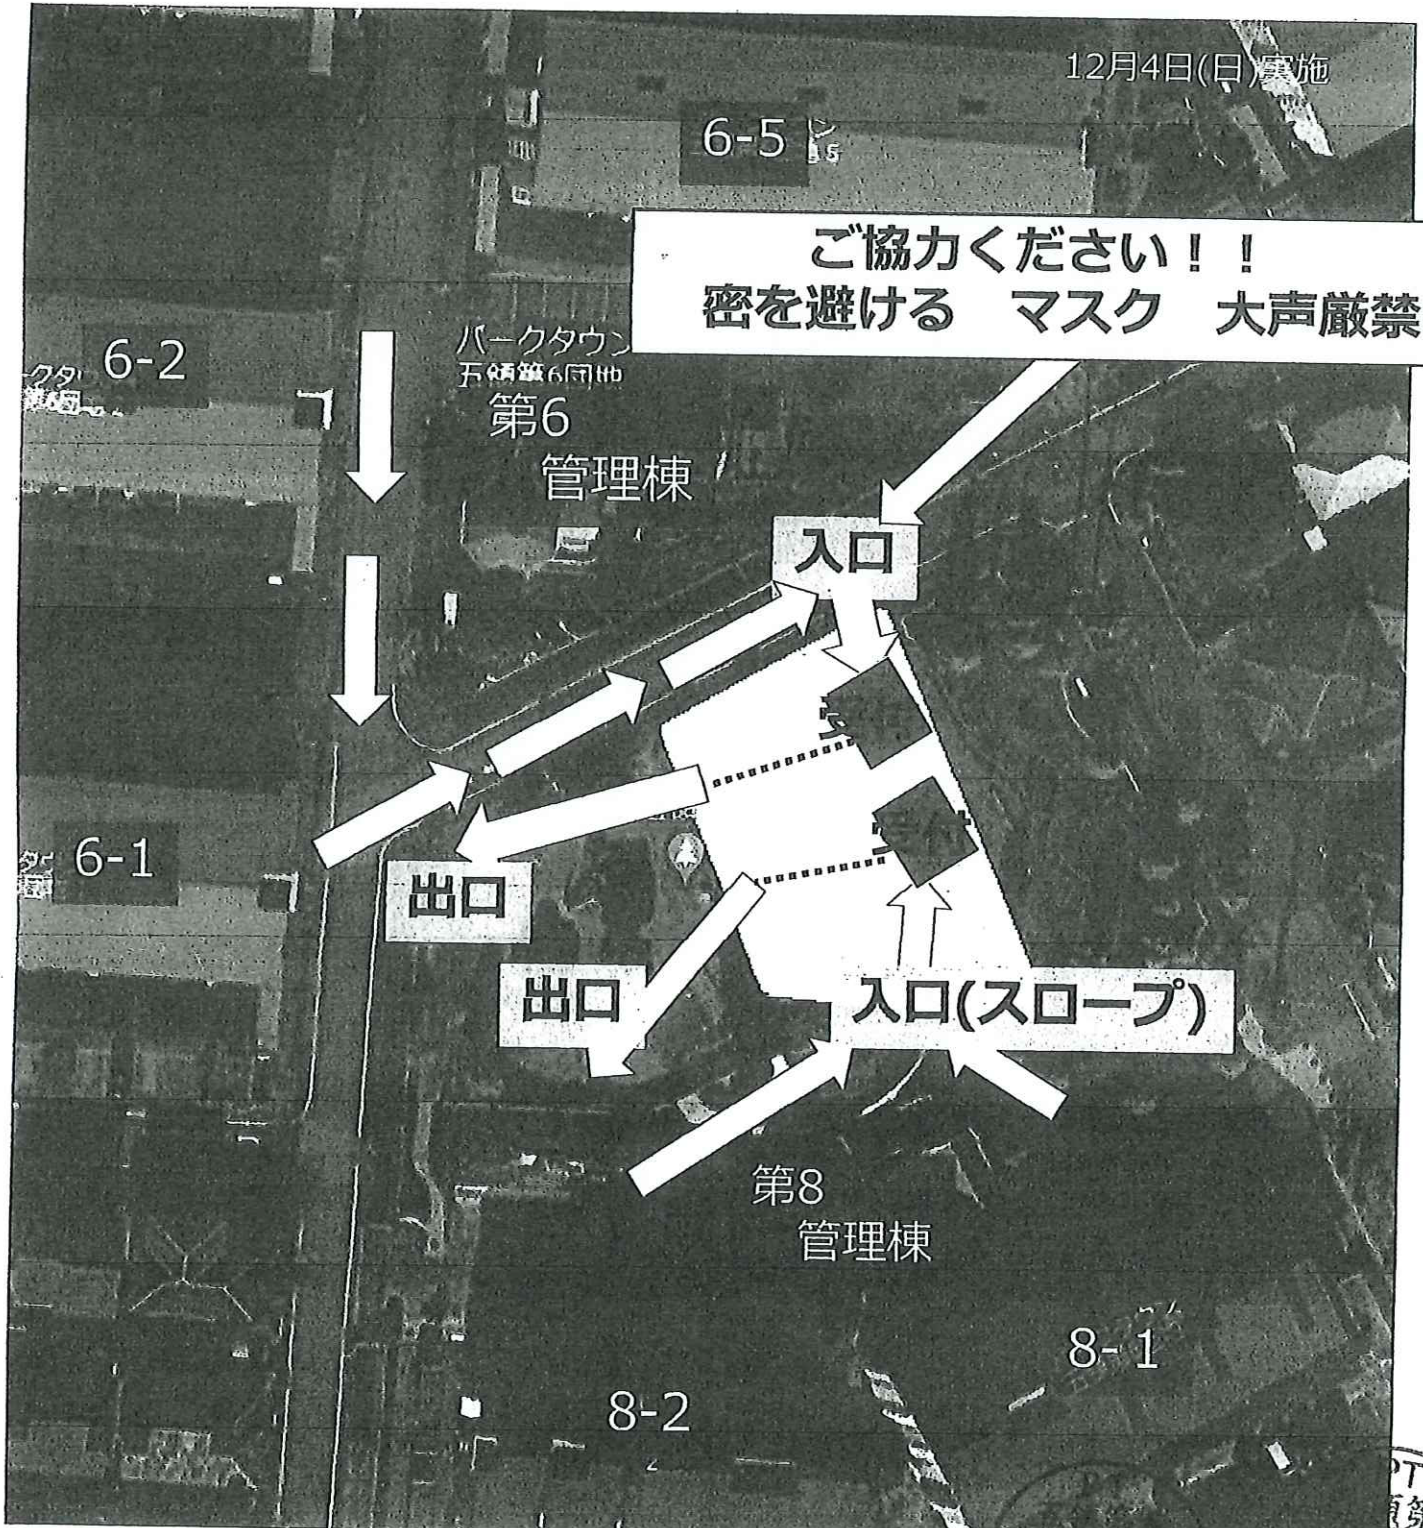 12月4日(日)実施
6-5
ご協力ください！！
密を避ける　マスク　大声厳禁
パークタウン
6-2
第6
管理棟
入口
6-1
出口
出口
入口(スロープ)
第8
管理棟
8-1
8-2